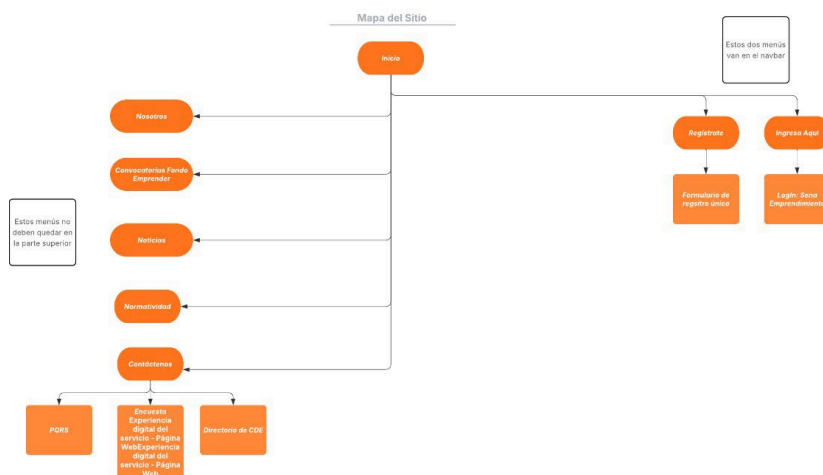 Mapa del Sitio
Inicio
Estos dos menús
van en el navbar
Nosotros
Regístrate
Ingresa Aquí
Convocatorias Fondo
Emprender
Formulario de
regsitro único
Login: Sena
Emprendimiento
Estos menús no
deben quedar en
la parte superior
Noticias
Normatividad
Contáctenos
PQRS
Encuesta
Experiencia
digital del
servicio - Página
WebExperiencia
digital del
servicio - Página
Web
Directorio de CDE